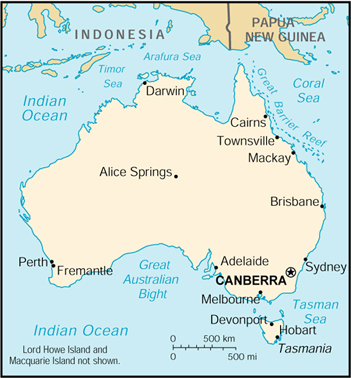 INDONESIA
PAPUA
NEW GUINEA
Arafura Sea
Timor
Sea
Coral
Sea
Indian
Ocean
Darwin
Great Barrier Reef
Cairns
Townsville
Mackay
Alice Springs
Brisbane
Perth
Fremantle
Great
Australian
Bight
Adelaide
Sydney
CANBERRA
Melbourne
Tasman
Sea
Devonport
Hobart
Tasmania
Indian Ocean
0 500 km
0 500 mi
Lord Howe Island and
Macquarie Island not shown.